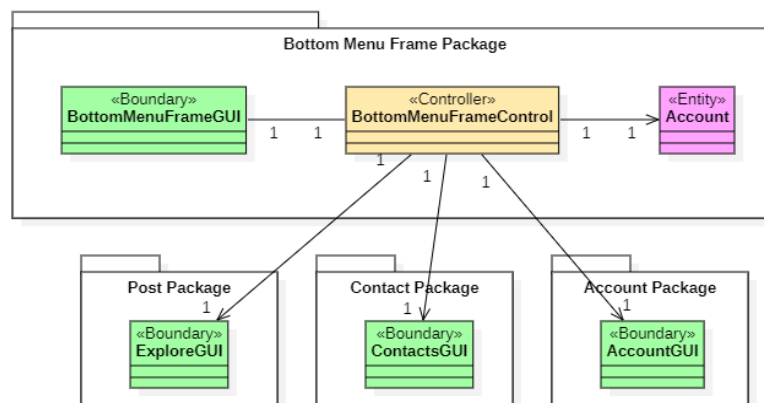 Bottom Menu Frame Package
«Boundary» «Controller» «Entity»
BottomMenuFrameGUI BottomMenuFrameControl Account
1 1 1 1
1 1 1
Post Package Contact Package Account Package
1 1 1
«Boundary» «Boundary» «Boundary»
ExploreGUI ContactsGUI AccountGUI